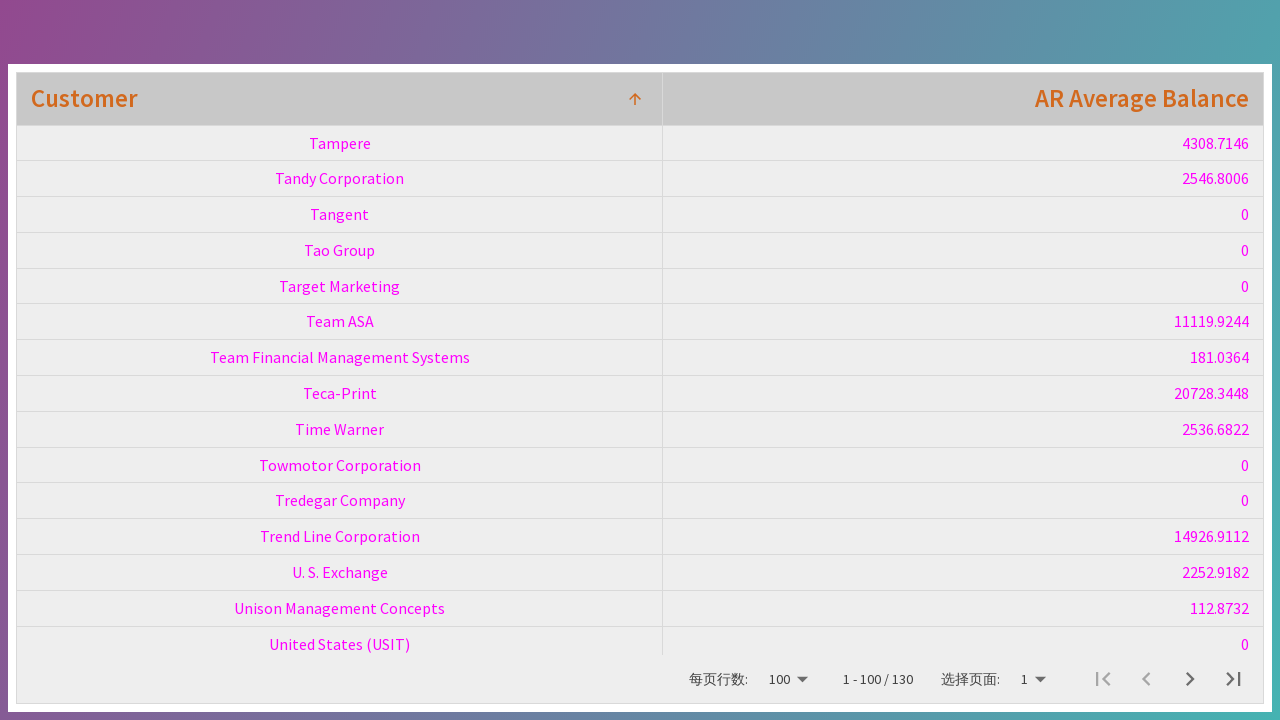 Customer AR Average Balance
Tampere 4308.7146
Tandy Corporation 2546.8006
Tangent 0
Tao Group 0
Target Marketing 0
Team ASA 11119.9244
Team Financial Management Systems 181.0364
Teca-Print 20728.3448
Time Warner 2536.6822
Towmotor Corporation 0
Tredegar Company 0
Trend Line Corporation 14926.9112
U. S. Exchange 2252.9182
Unison Management Concepts 112.8732
United States (USIT) 0
每页行数: 100 1 - 100 / 130 选择页面: 1